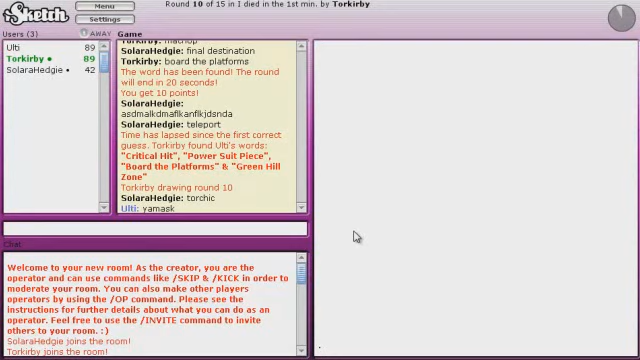 iSketch
Menu
Settings
Round 10 of 15 in I died in the 1st min. by Torkirby
Users (3)
AWAY
Game
Ulti 89
Torkirby • 89
SolaraHedgie • 42
SolaraHedgie: final destination
Torkirby: board the platforms
The word has been found! The round
will end in 20 seconds!
You get 10 points!
SolaraHedgie:
asdmalkdmaflkanflkjdsnda
SolaraHedgie: teleport
Time has lapsed since the first correct
guess. Torkirby found Ulti's words:
"Critical Hit", "Power Suit Piece",
"Board the Platforms" & "Green Hill
Zone"
Torkirby drawing round 10
SolaraHedgie: torchic
Ulti: yamask
Chat
Welcome to your new room! As the creator, you are the
operator and can use commands like /SKIP & /KICK in order to
moderate your room. You can also make other players
operators by using the /OP command. Please see the
instructions for further details about what you can do as an
operator. Feel free to use the /INVITE command to invite
others to your room. :)
SolaraHedgie joins the room!
Torkirby joins the room!